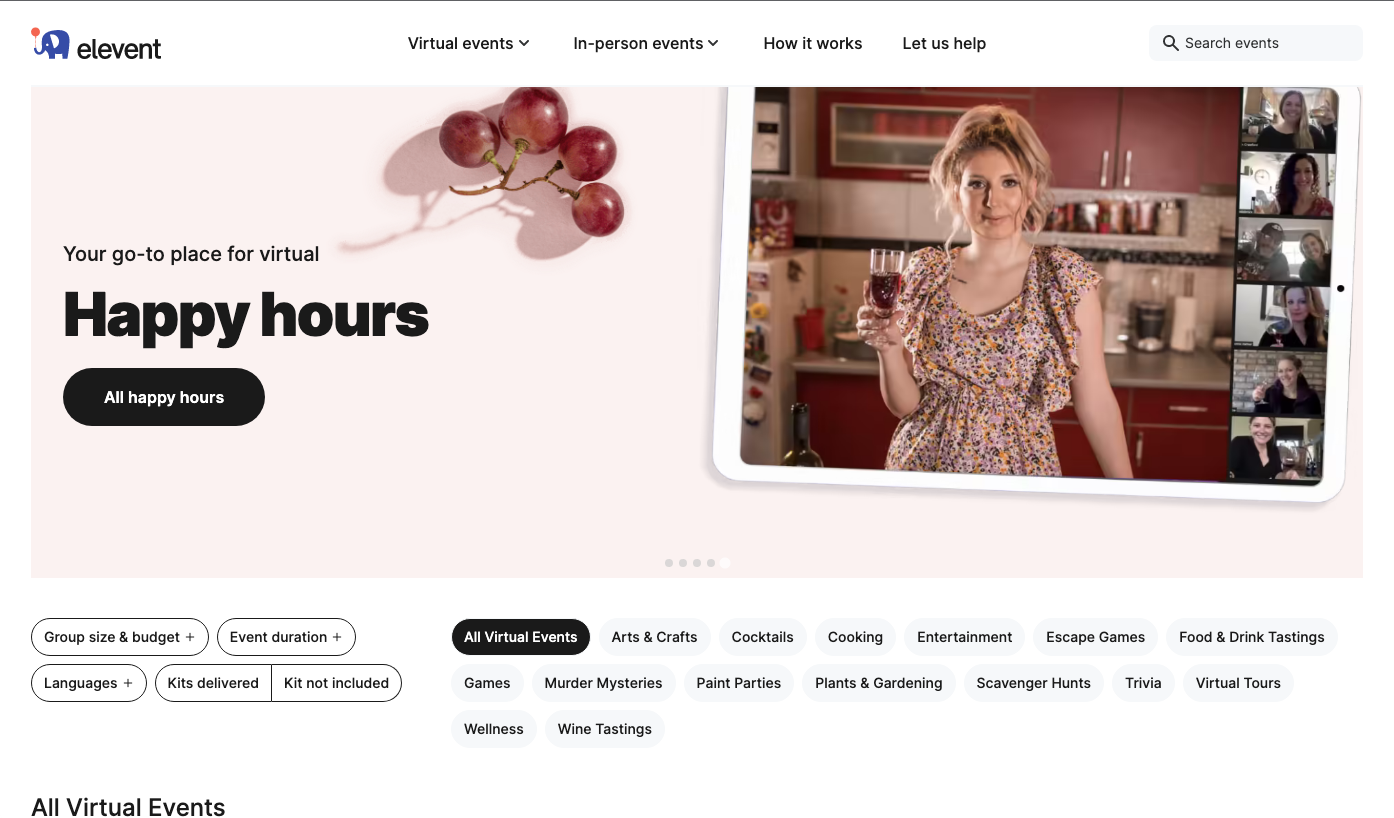 elevent
Virtual events
In-person events
How it works
Let us help
Search events
Your go-to place for virtual
Happy hours
All happy hours
Group size & budget +
Event duration +
Languages +
Kits delivered
Kit not included
All Virtual Events
Arts & Crafts
Cocktails
Cooking
Entertainment
Escape Games
Food & Drink Tastings
Games
Murder Mysteries
Paint Parties
Plants & Gardening
Scavenger Hunts
Trivia
Virtual Tours
Wellness
Wine Tastings
All Virtual Events